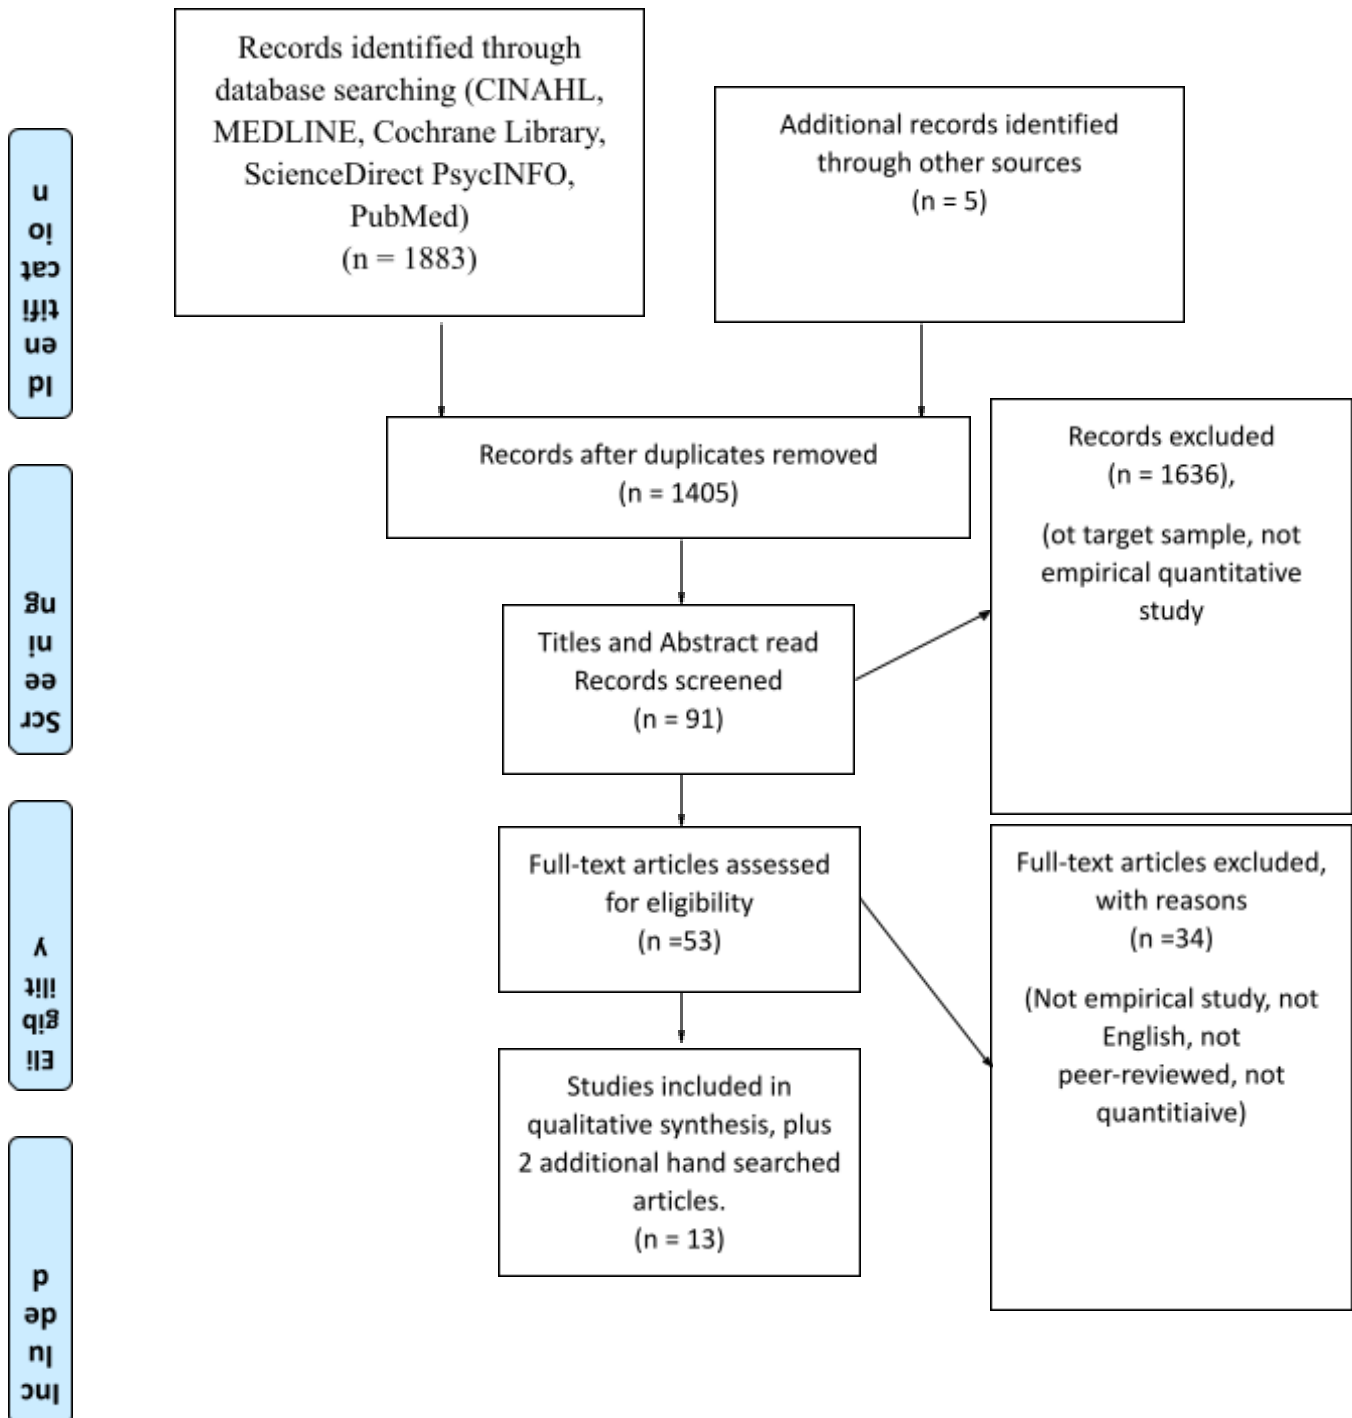 Records identified through
database searching (CINAHL,
MEDLINE, Cochrane Library,
ScienceDirect PsycINFO,
PubMed)
(n = 1883)
Additional records identified
through other sources
(n = 5)
Id
en
tifi
cat
io
n
Records after duplicates removed
(n = 1405)
Records excluded
(n = 1636),
(ot target sample, not
empirical quantitative
study
Scr
ee
ni
ng
Titles and Abstract read
Records screened
(n = 91)
Full-text articles assessed
for eligibility
(n =53)
Full-text articles excluded,
with reasons
(n =34)
(Not empirical study, not
English, not
peer-reviewed, not
quantitiaive)
Eli
gib
ilit
y
Studies included in
qualitative synthesis, plus
2 additional hand searched
articles.
(n = 13)
Inc
lu
de
d